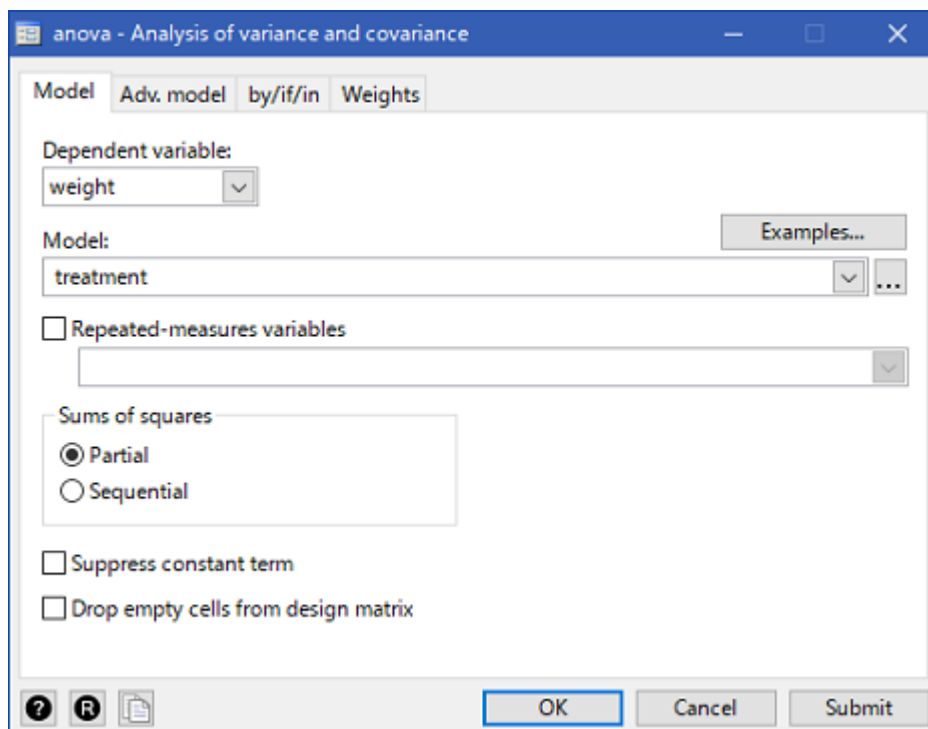 anova - Analysis of variance and covariance
Model Adv. model by/if/in Weights
Dependent variable:
weight
Examples...
Model:
treatment
...
Repeated-measures variables
Sums of squares
Partial
Sequential
Suppress constant term
Drop empty cells from design matrix
? R OK Cancel Submit